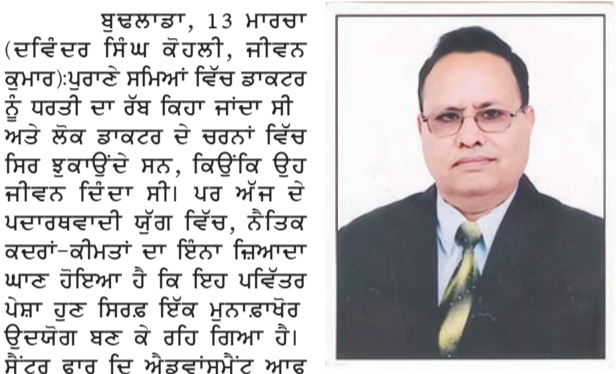 ਬੁਢਲਾਡਾ, 13 ਮਾਰਚਾ
(ਦਵਿੰਦਰ ਸਿੰਘ ਕੋਹਲੀ, ਜੀਵਨ
ਕੁਮਾਰ):ਪੁਰਾਣੇ ਸਮਿਆਂ ਵਿੱਚ ਡਾਕਟਰ
ਨੂੰ ਧਰਤੀ ਦਾ ਰੱਬ ਕਿਹਾ ਜਾਂਦਾ ਸੀ
ਅਤੇ ਲੋਕ ਡਾਕਟਰ ਦੇ ਚਰਨਾਂ ਵਿੱਚ
ਸਿਰ ਝੁਕਾਉਂਦੇ ਸਨ, ਕਿਉਂਕਿ ਉਹ
ਜੀਵਨ ਦਿੰਦਾ ਸੀ। ਪਰ ਅੱਜ ਦੇ
ਪਦਾਰਥਵਾਦੀ ਯੁੱਗ ਵਿੱਚ, ਨੈਤਿਕ
ਕਦਰਾਂ-ਕੀਮਤਾਂ ਦਾ ਇੰਨਾ ਜ਼ਿਆਦਾ
ਘਾਣ ਹੋਇਆ ਹੈ ਕਿ ਇਹ ਪਵਿੱਤਰ
ਪੇਸ਼ਾ ਹੁਣ ਸਿਰਫ਼ ਇੱਕ ਮੁਨਾਫ਼ਾਖੋਰ
ਉਦਯੋਗ ਬਣ ਕੇ ਰਹਿ ਗਿਆ ਹੈ।
ਸੈਂਟਰ ਫਾਰ ਦਿ ਐਡਵਾਂਸਮੈਂਟ ਆਫ